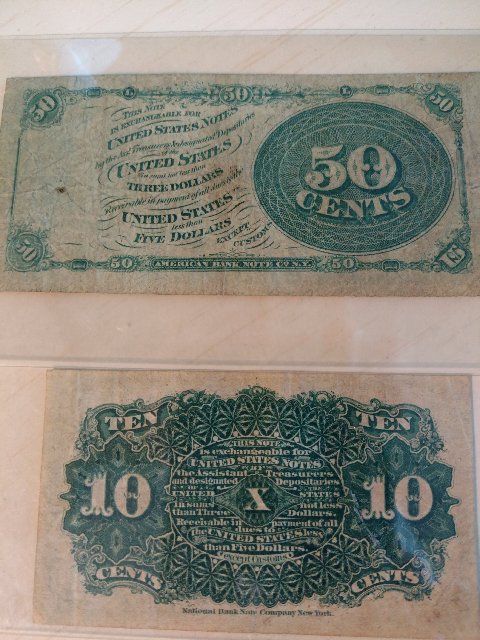 50 50 50
THIS NOTE
IS EXCHANGEABLE FOR
UNITED STATES NOTES
by the Asst. Treasurers & designated Depositaries
of the
UNITED STATES
in sums not less than
THREE DOLLARS
Receivable in payment of all dues to the
UNITED STATES
less than
FIVE DOLLARS
EXCEPT
CUSTOMS
50
CENTS
50 50 AMERICAN BANK NOTE CO. N.Y. 50 US
TEN TEN
THIS NOTE
is exchangeable for
UNITED STATES NOTES
BY
the Assistant Treasurers
and designated Depositaries
OF THE
UNITED STATES
in sums not less
than Three Dollars.
Receivable in payment of all
dues to
the UNITED STATES less
than Five Dollars.
except Customs
10 X 10
CENTS CENTS
National Bank Note Company New York.